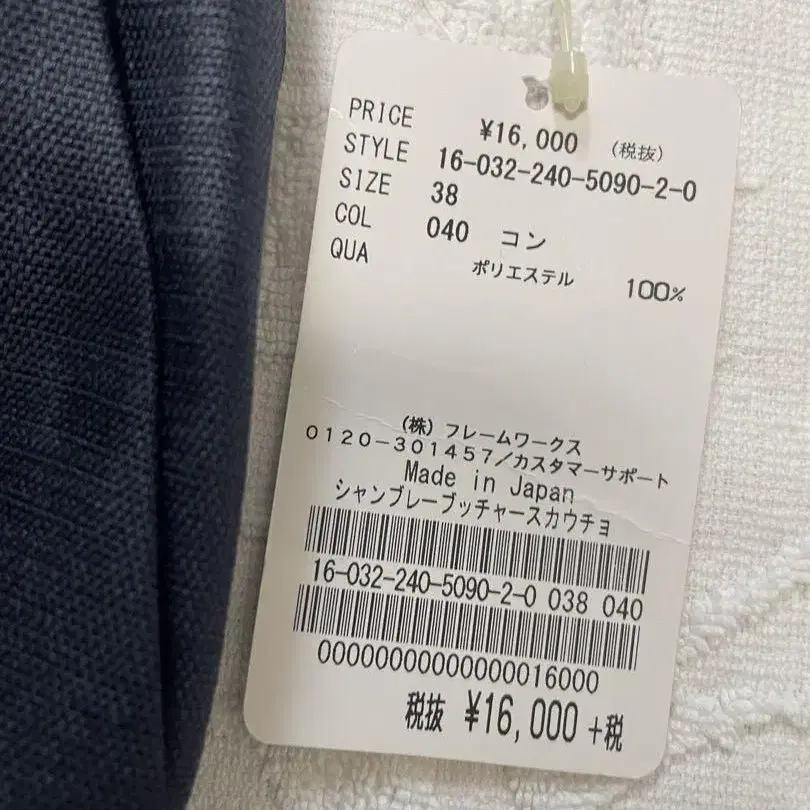 PRICE ¥16,000 (税抜)
STYLE 16-032-240-5090-2-0
SIZE 38
COL 040 コン
QUA ポリエステル 100%
(株)フレームワークス
0120-301457/カスタマーサポート
Made in Japan
シャンブレーブッチャースカウチョ
16-032-240-5090-2-0 038 040
00000000000000016000
税抜 ¥16,000 +税